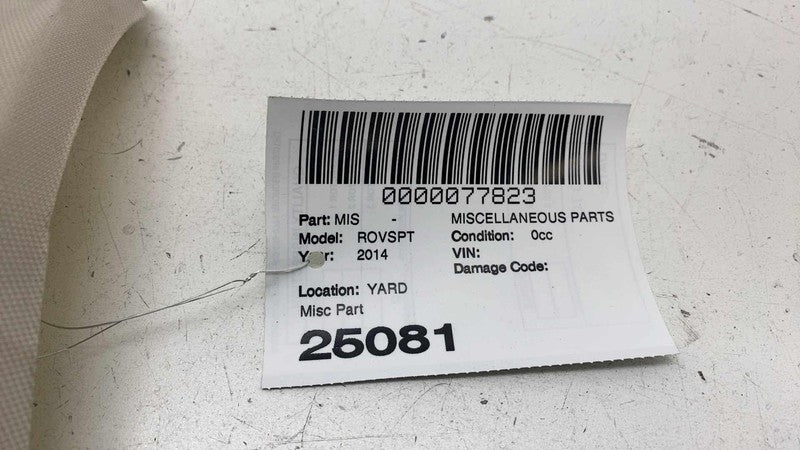 0000077823
Part: MIS - MISCELLANEOUS PARTS
Model: ROVSPT Condition: 0cc
Year: 2014 VIN:
Damage Code:
Location: YARD
Misc Part
25081